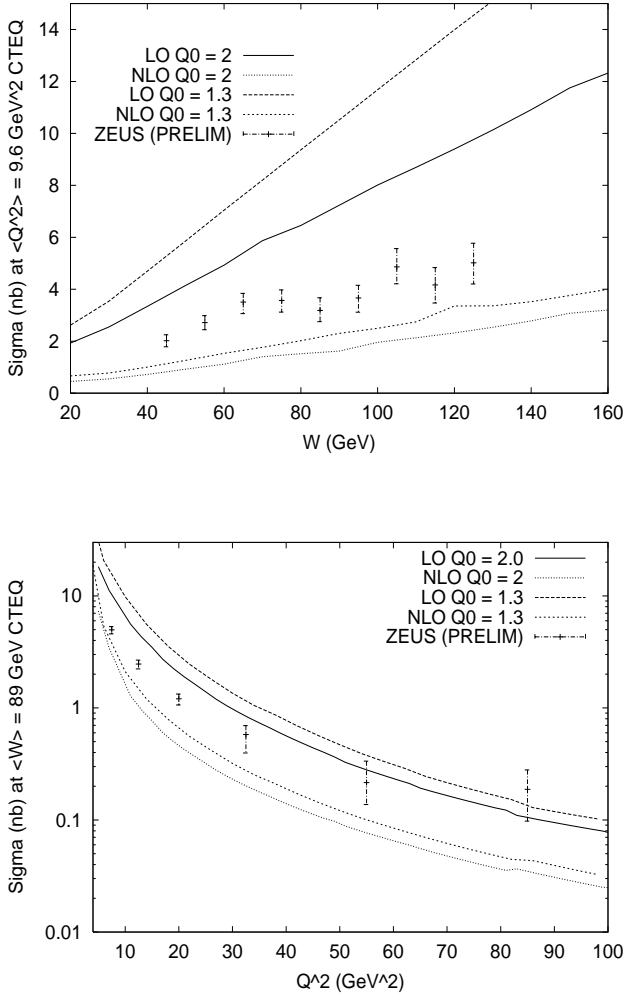 Sigma (nb) at <Q^2> = 9.6 GeV^2 CTEQ
14
12
10
8
6
4
2
0
LO Q0 = 2
NLO Q0 = 2
LO Q0 = 1.3
NLO Q0 = 1.3
ZEUS (PRELIM)
20 40 60 80 100 120 140 160
W (GeV)
Sigma (nb) at <W> = 89 GeV CTEQ
10
1
0.1
0.01
LO Q0 = 2.0
NLO Q0 = 2
LO Q0 = 1.3
NLO Q0 = 1.3
ZEUS (PRELIM)
10 20 30 40 50 60 70 80 90 100
Q^2 (GeV^2)